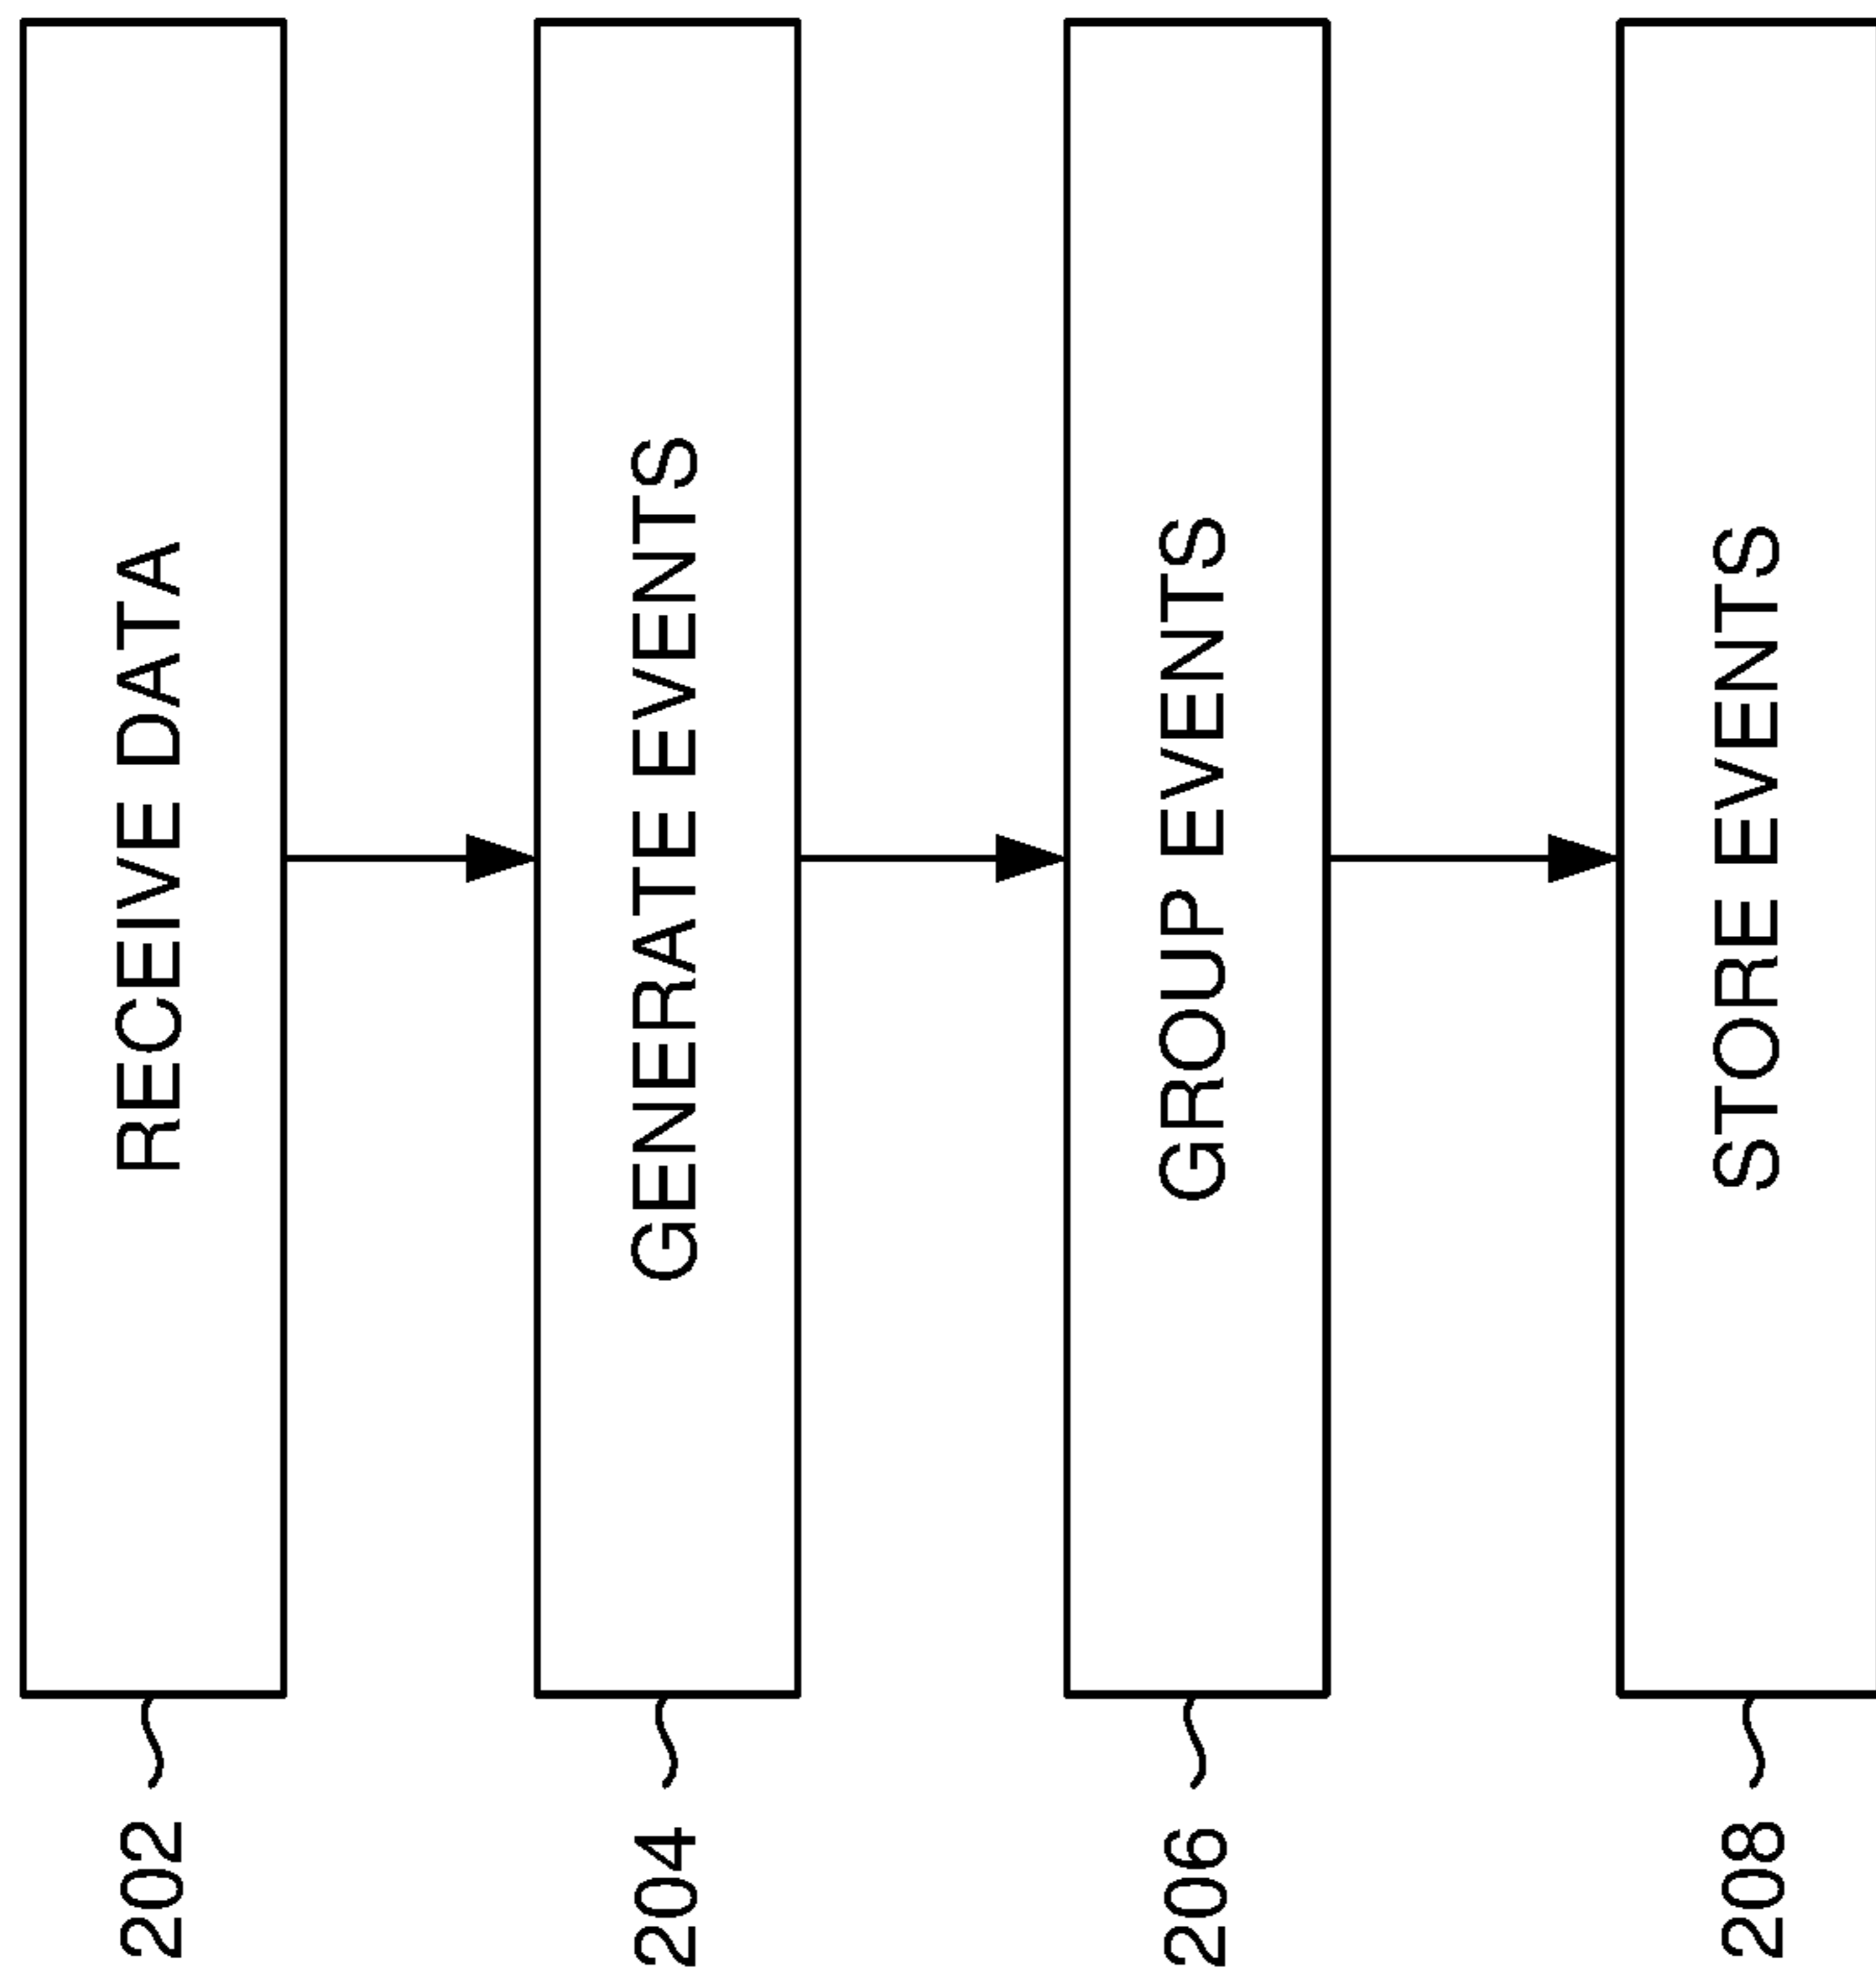 202
RECEIVE DATA
204
GENERATE EVENTS
206
GROUP EVENTS
208
STORE EVENTS